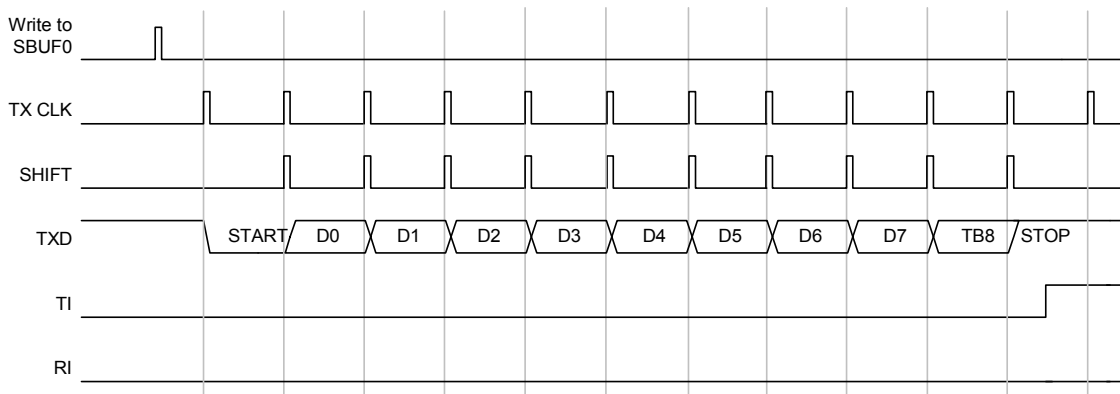 Write to
SBUF0
TX CLK
SHIFT
TXD START D0 D1 D2 D3 D4 D5 D6 D7 TB8 STOP
TI
RI